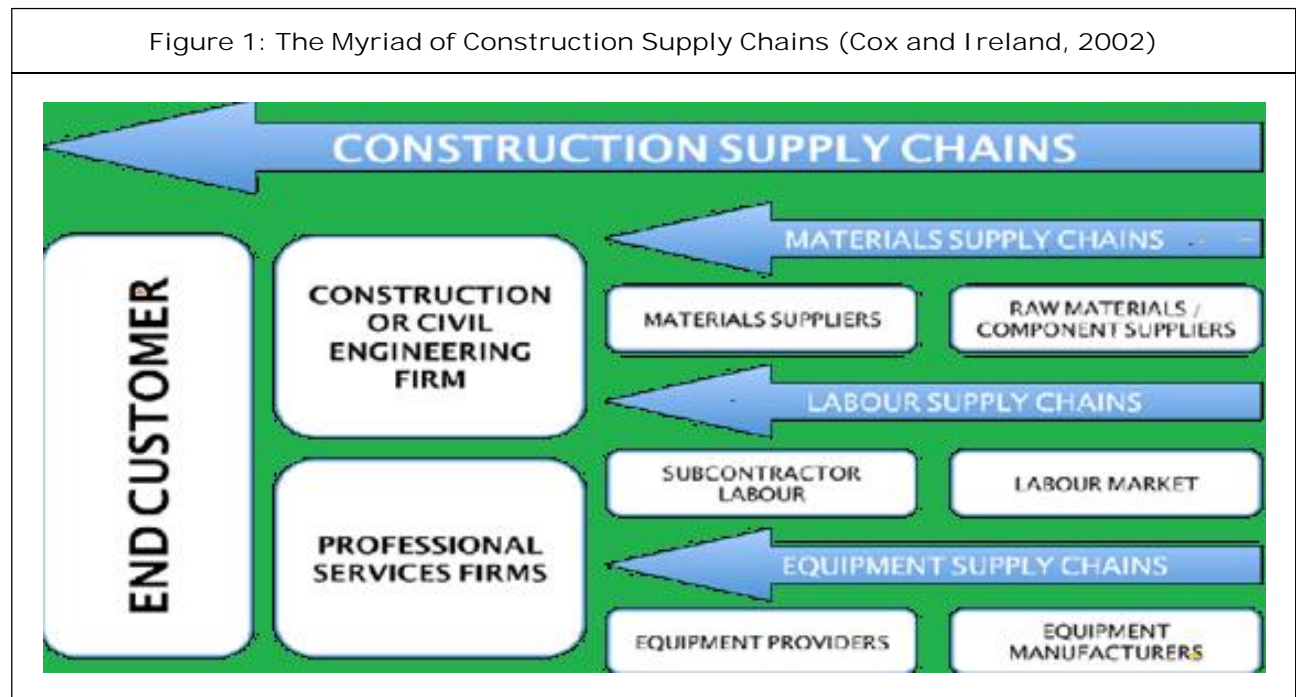 Figure 1: The Myriad of Construction Supply Chains (Cox and Ireland, 2002)
CONSTRUCTION SUPPLY CHAINS
END CUSTOMER
CONSTRUCTION
OR CIVIL
ENGINEERING
FIRM
PROFESSIONAL
SERVICES FIRMS
MATERIALS SUPPLY CHAINS
MATERIALS SUPPLIERS
RAW MATERIALS /
COMPONENT SUPPLIERS
LABOUR SUPPLY CHAINS
SUBCONTRACTOR
LABOUR
LABOUR MARKET
EQUIPMENT SUPPLY CHAINS
EQUIPMENT PROVIDERS
EQUIPMENT
MANUFACTURERS